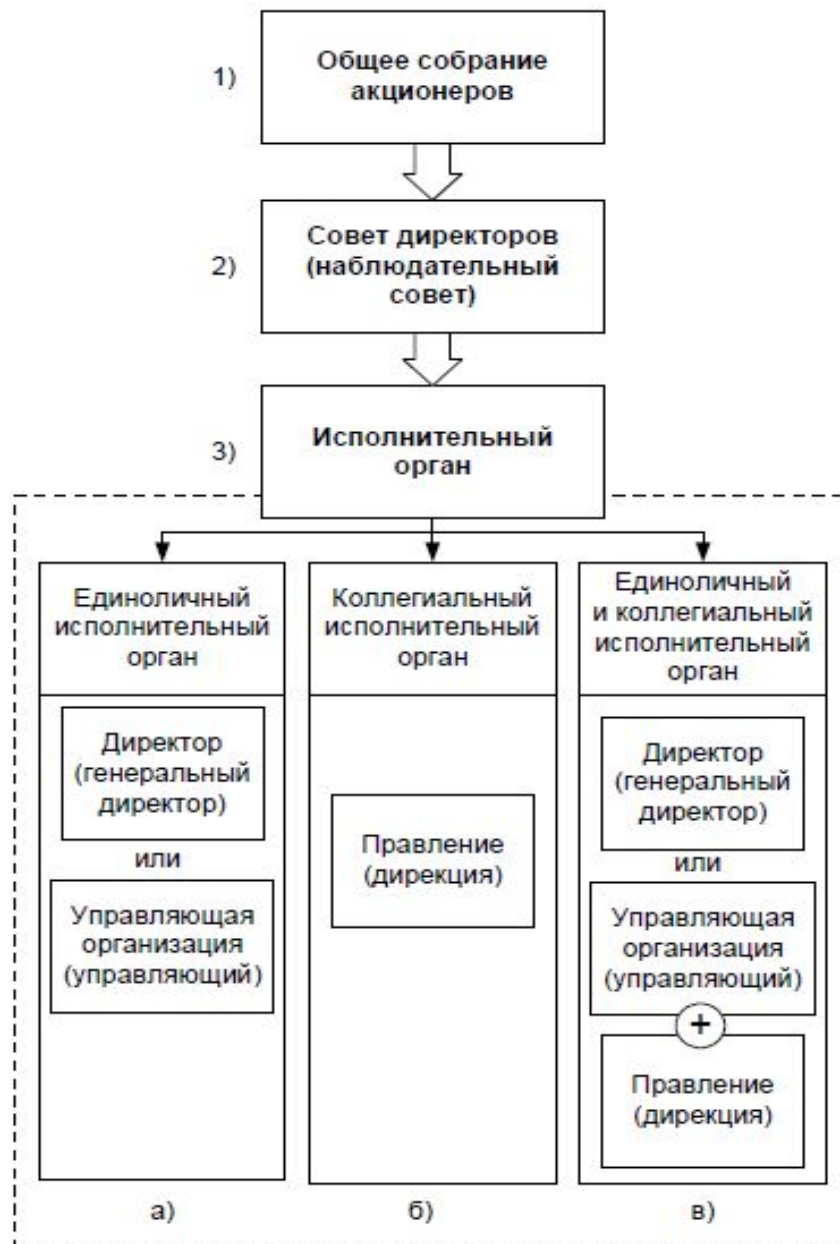 1)
Общее собрание
акционеров
2)
Совет директоров
(наблюдательный
совет)
3)
Исполнительный
орган
Единоличный
исполнительный
орган
Директор
(генеральный
директор)
или
Управляющая
организация
(управляющий)
а)
Коллегиальный
исполнительный
орган
Правление
(дирекция)
б)
Единоличный
и коллегиальный
исполнительный
орган
Директор
(генеральный
директор)
или
Управляющая
организация
(управляющий)
+
Правление
(дирекция)
в)